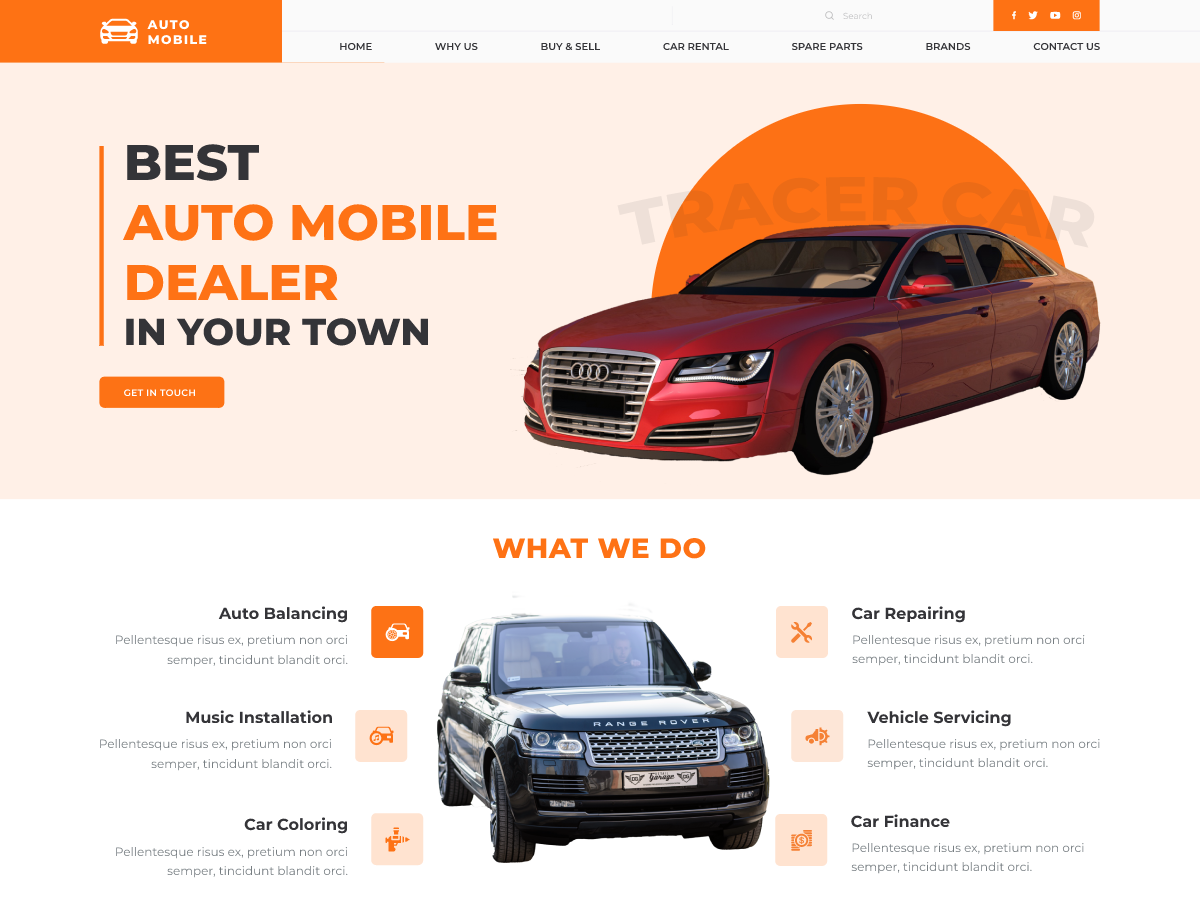 AUTO
MOBILE
Search
HOME WHY US BUY & SELL CAR RENTAL SPARE PARTS BRANDS CONTACT US
BEST
AUTO MOBILE
DEALER
IN YOUR TOWN
GET IN TOUCH
TRACER CAR
WHAT WE DO
Auto Balancing
Pellentesque risus ex, pretium non orci
semper, tincidunt blandit orci.
Music Installation
Pellentesque risus ex, pretium non orci
semper, tincidunt blandit orci.
Car Coloring
Pellentesque risus ex, pretium non orci
semper, tincidunt blandit orci.
RANGE ROVER
Garage
Car Repairing
Pellentesque risus ex, pretium non orci
semper, tincidunt blandit orci.
Vehicle Servicing
Pellentesque risus ex, pretium non orci
semper, tincidunt blandit orci.
Car Finance
Pellentesque risus ex, pretium non orci
semper, tincidunt blandit orci.